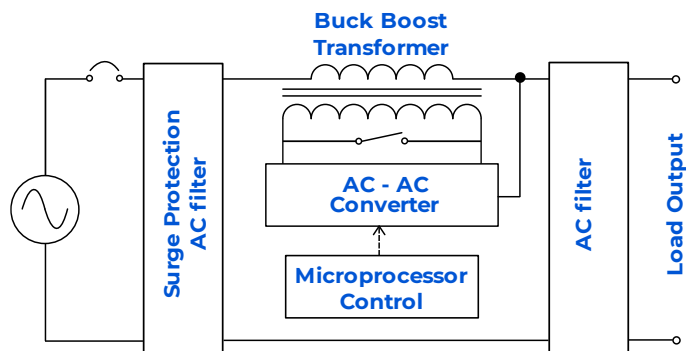 Buck Boost
Transformer
Surge Protection
AC filter
AC - AC
Converter
Microprocessor
Control
AC filter
Load Output